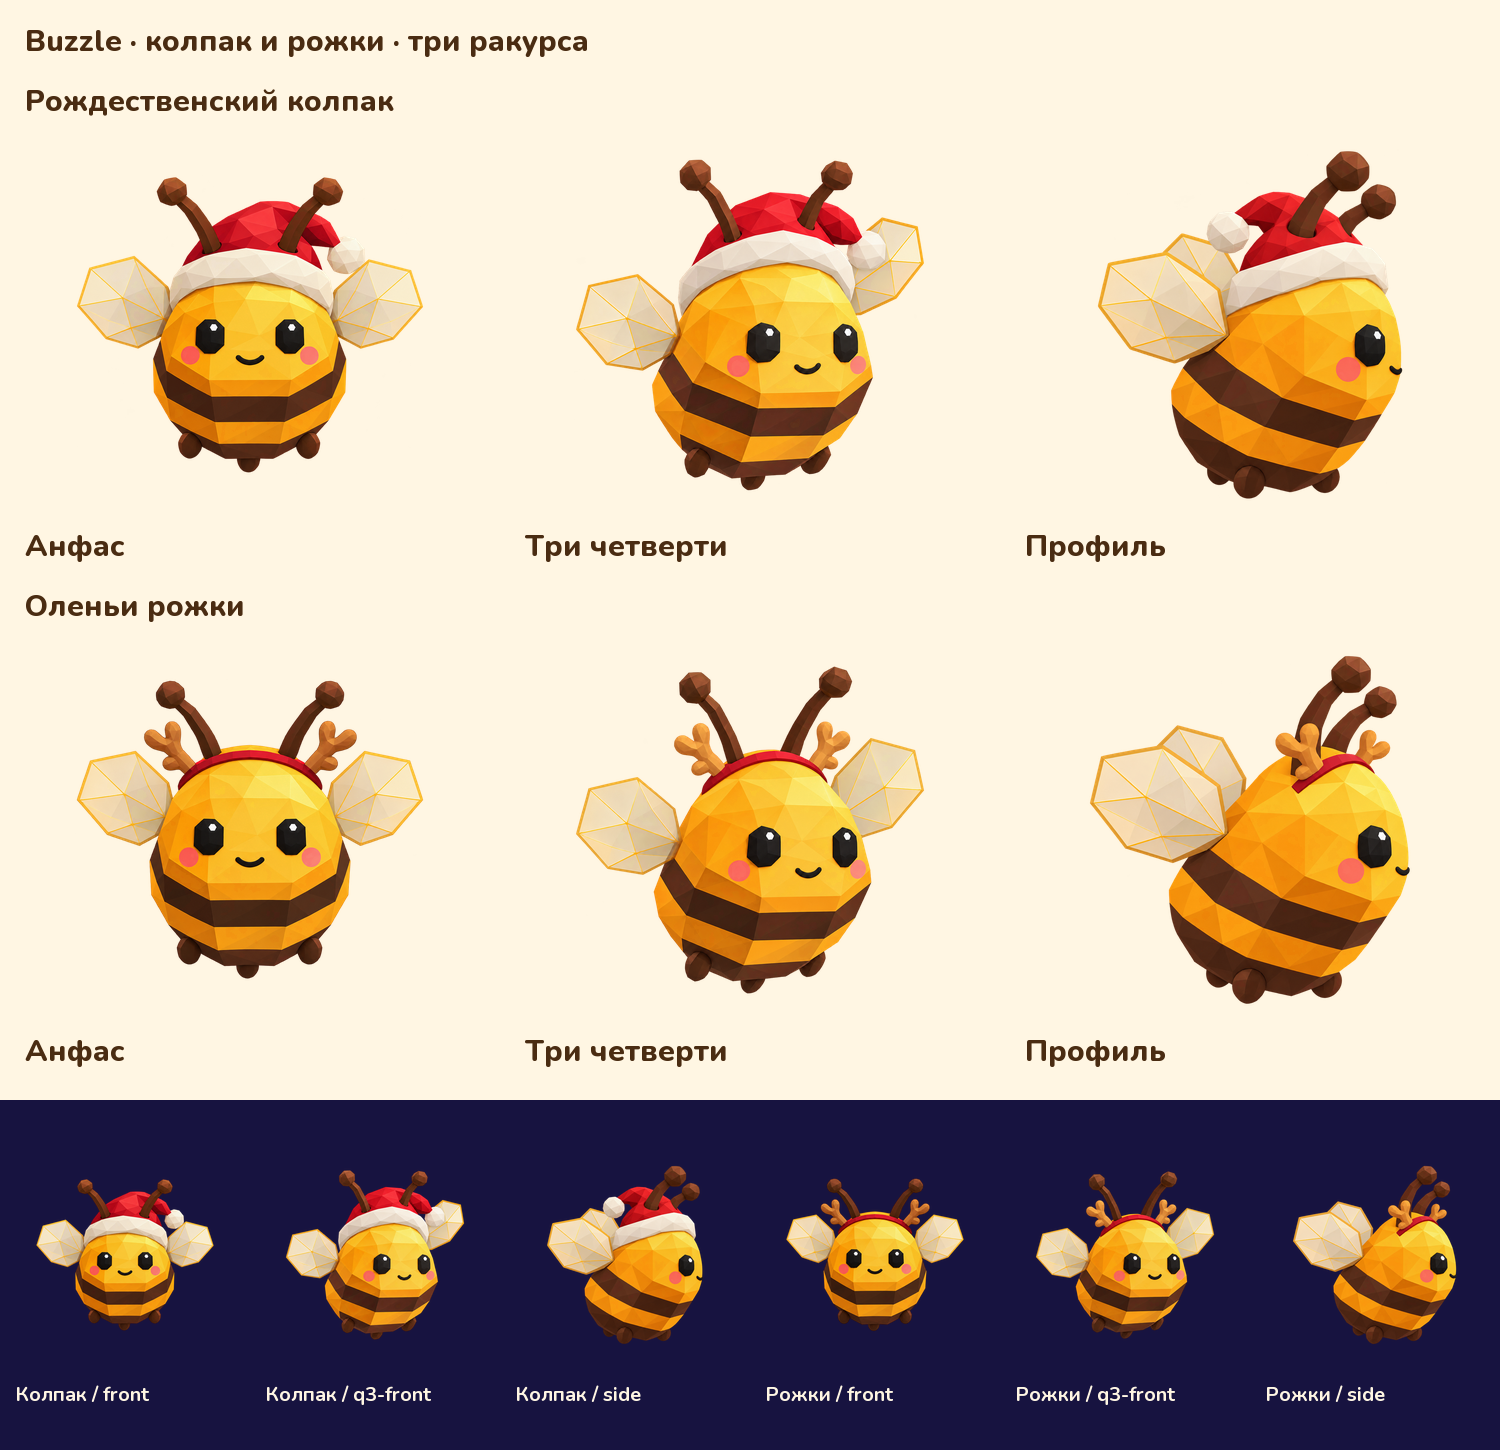 Buzzle · колпак и рожки · три ракурса
Рождественский колпак
Анфас
Три четверти
Профиль
Оленьи рожки
Анфас
Три четверти
Профиль
Колпак / front
Колпак / q3-front
Колпак / side
Рожки / front
Рожки / q3-front
Рожки / side